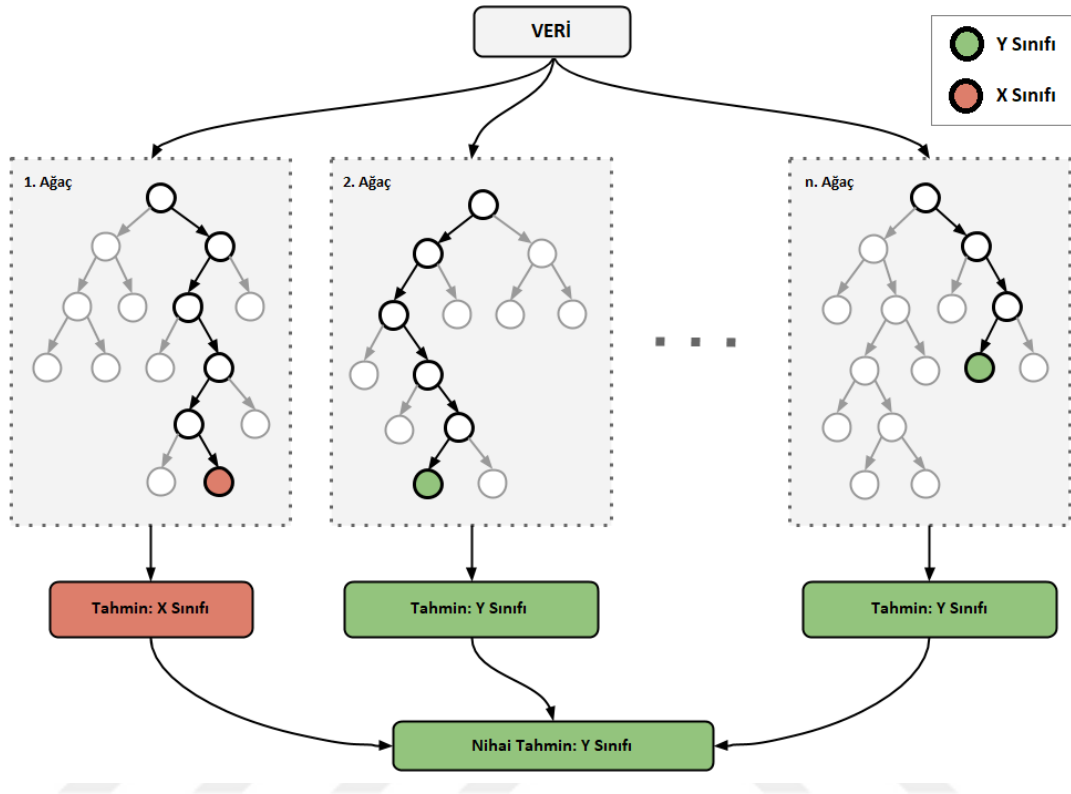 VERİ
Y Sınıfı
X Sınıfı
1. Ağaç
2. Ağaç
n. Ağaç
Tahmin: X Sınıfı
Tahmin: Y Sınıfı
Tahmin: Y Sınıfı
Nihai Tahmin: Y Sınıfı